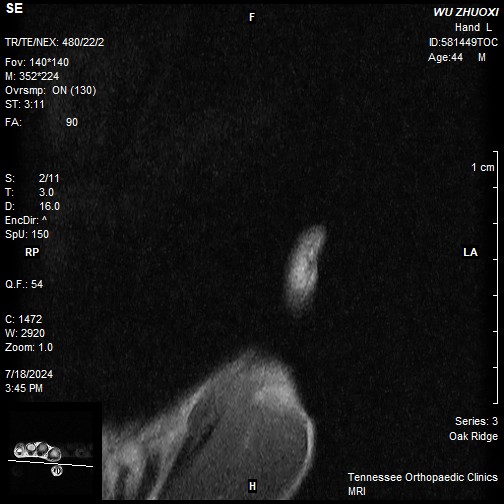 SE
F
WU ZHUOXI
Hand L
ID:581449TOC
Age:44 M
TR/TE/NEX: 480/22/2
Fov: 140*140
M: 352*224
Ovrsmp: ON (130)
ST: 3:11
FA: 90
1 cm
S: 2/11
T: 3.0
D: 16.0
EncDir: ^
SpU: 150
RP
LA
Q.F.: 54
C: 1472
W: 2920
Zoom: 1.0
7/18/2024
3:45 PM
Series: 3
Oak Ridge
H
Tennessee Orthopaedic Clinics
MRI